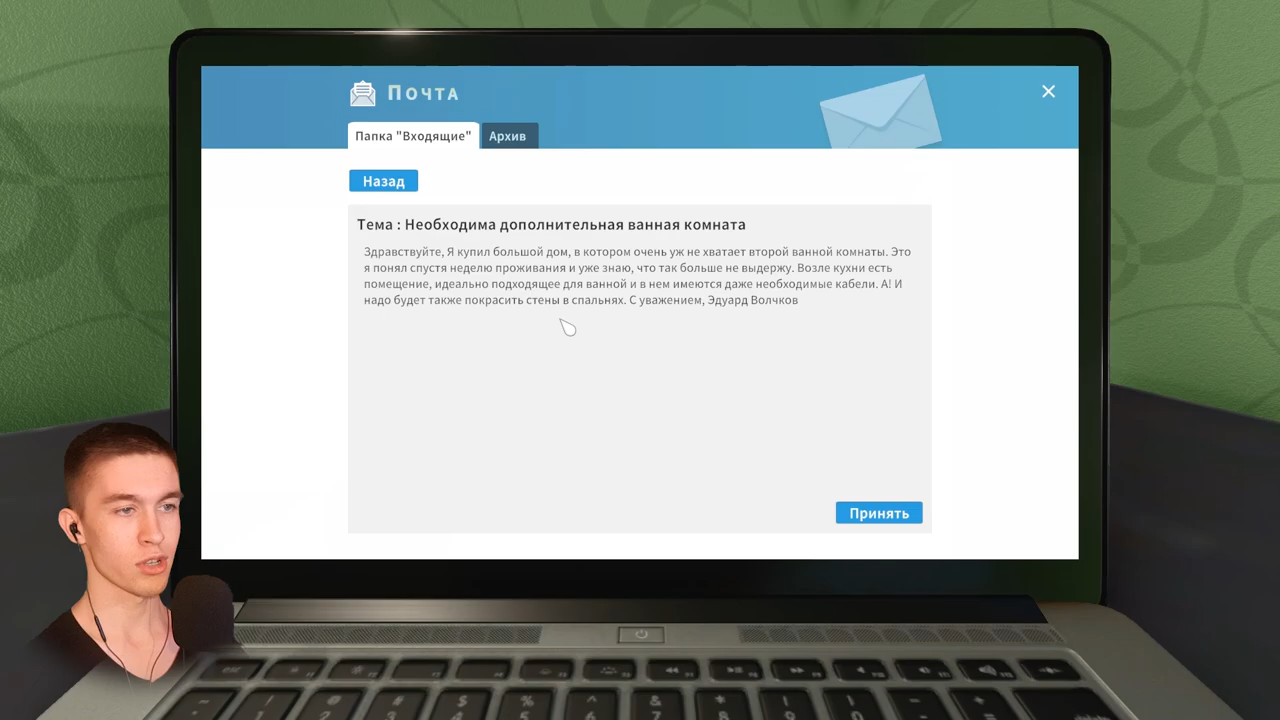 Почта
Папка "Входящие"
Архив
Назад
Тема : Необходима дополнительная ванная комната
Здравствуйте, Я купил большой дом, в котором очень уж не хватает второй ванной комнаты. Это
я понял спустя неделю проживания и уже знаю, что так больше не выдержу. Возле кухни есть
помещение, идеально подходящее для ванной и в нем имеются даже необходимые кабели. А! И
надо будет также покрасить стены в спальнях. С уважением, Эдуард Волчков
Принять